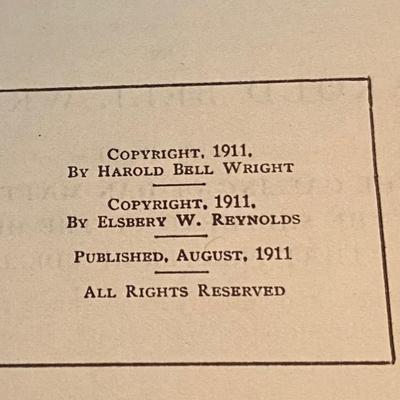 COPYRIGHT, 1911,
BY HAROLD BELL WRIGHT
COPYRIGHT, 1911,
BY ELSBERY W. REYNOLDS
PUBLISHED, AUGUST, 1911
ALL RIGHTS RESERVED